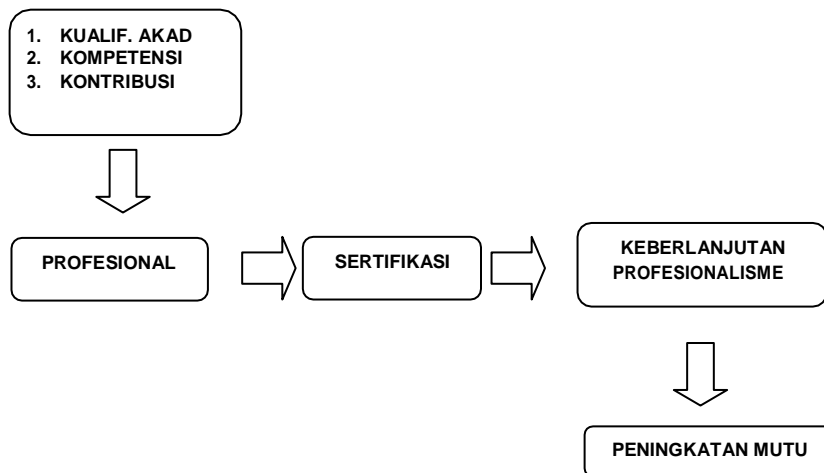 1. KUALIF. AKAD
2. KOMPETENSI
3. KONTRIBUSI
PROFESIONAL
SERTIFIKASI
KEBERLANJUTAN
PROFESIONALISME
PENINGKATAN MUTU